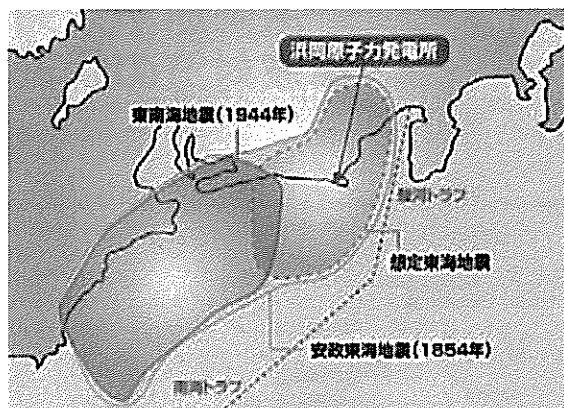 浜岡原子力発電所
東南海地震(1944年)
駿河トラフ
想定東海地震
安政東海地震(1854年)
南海トラフ